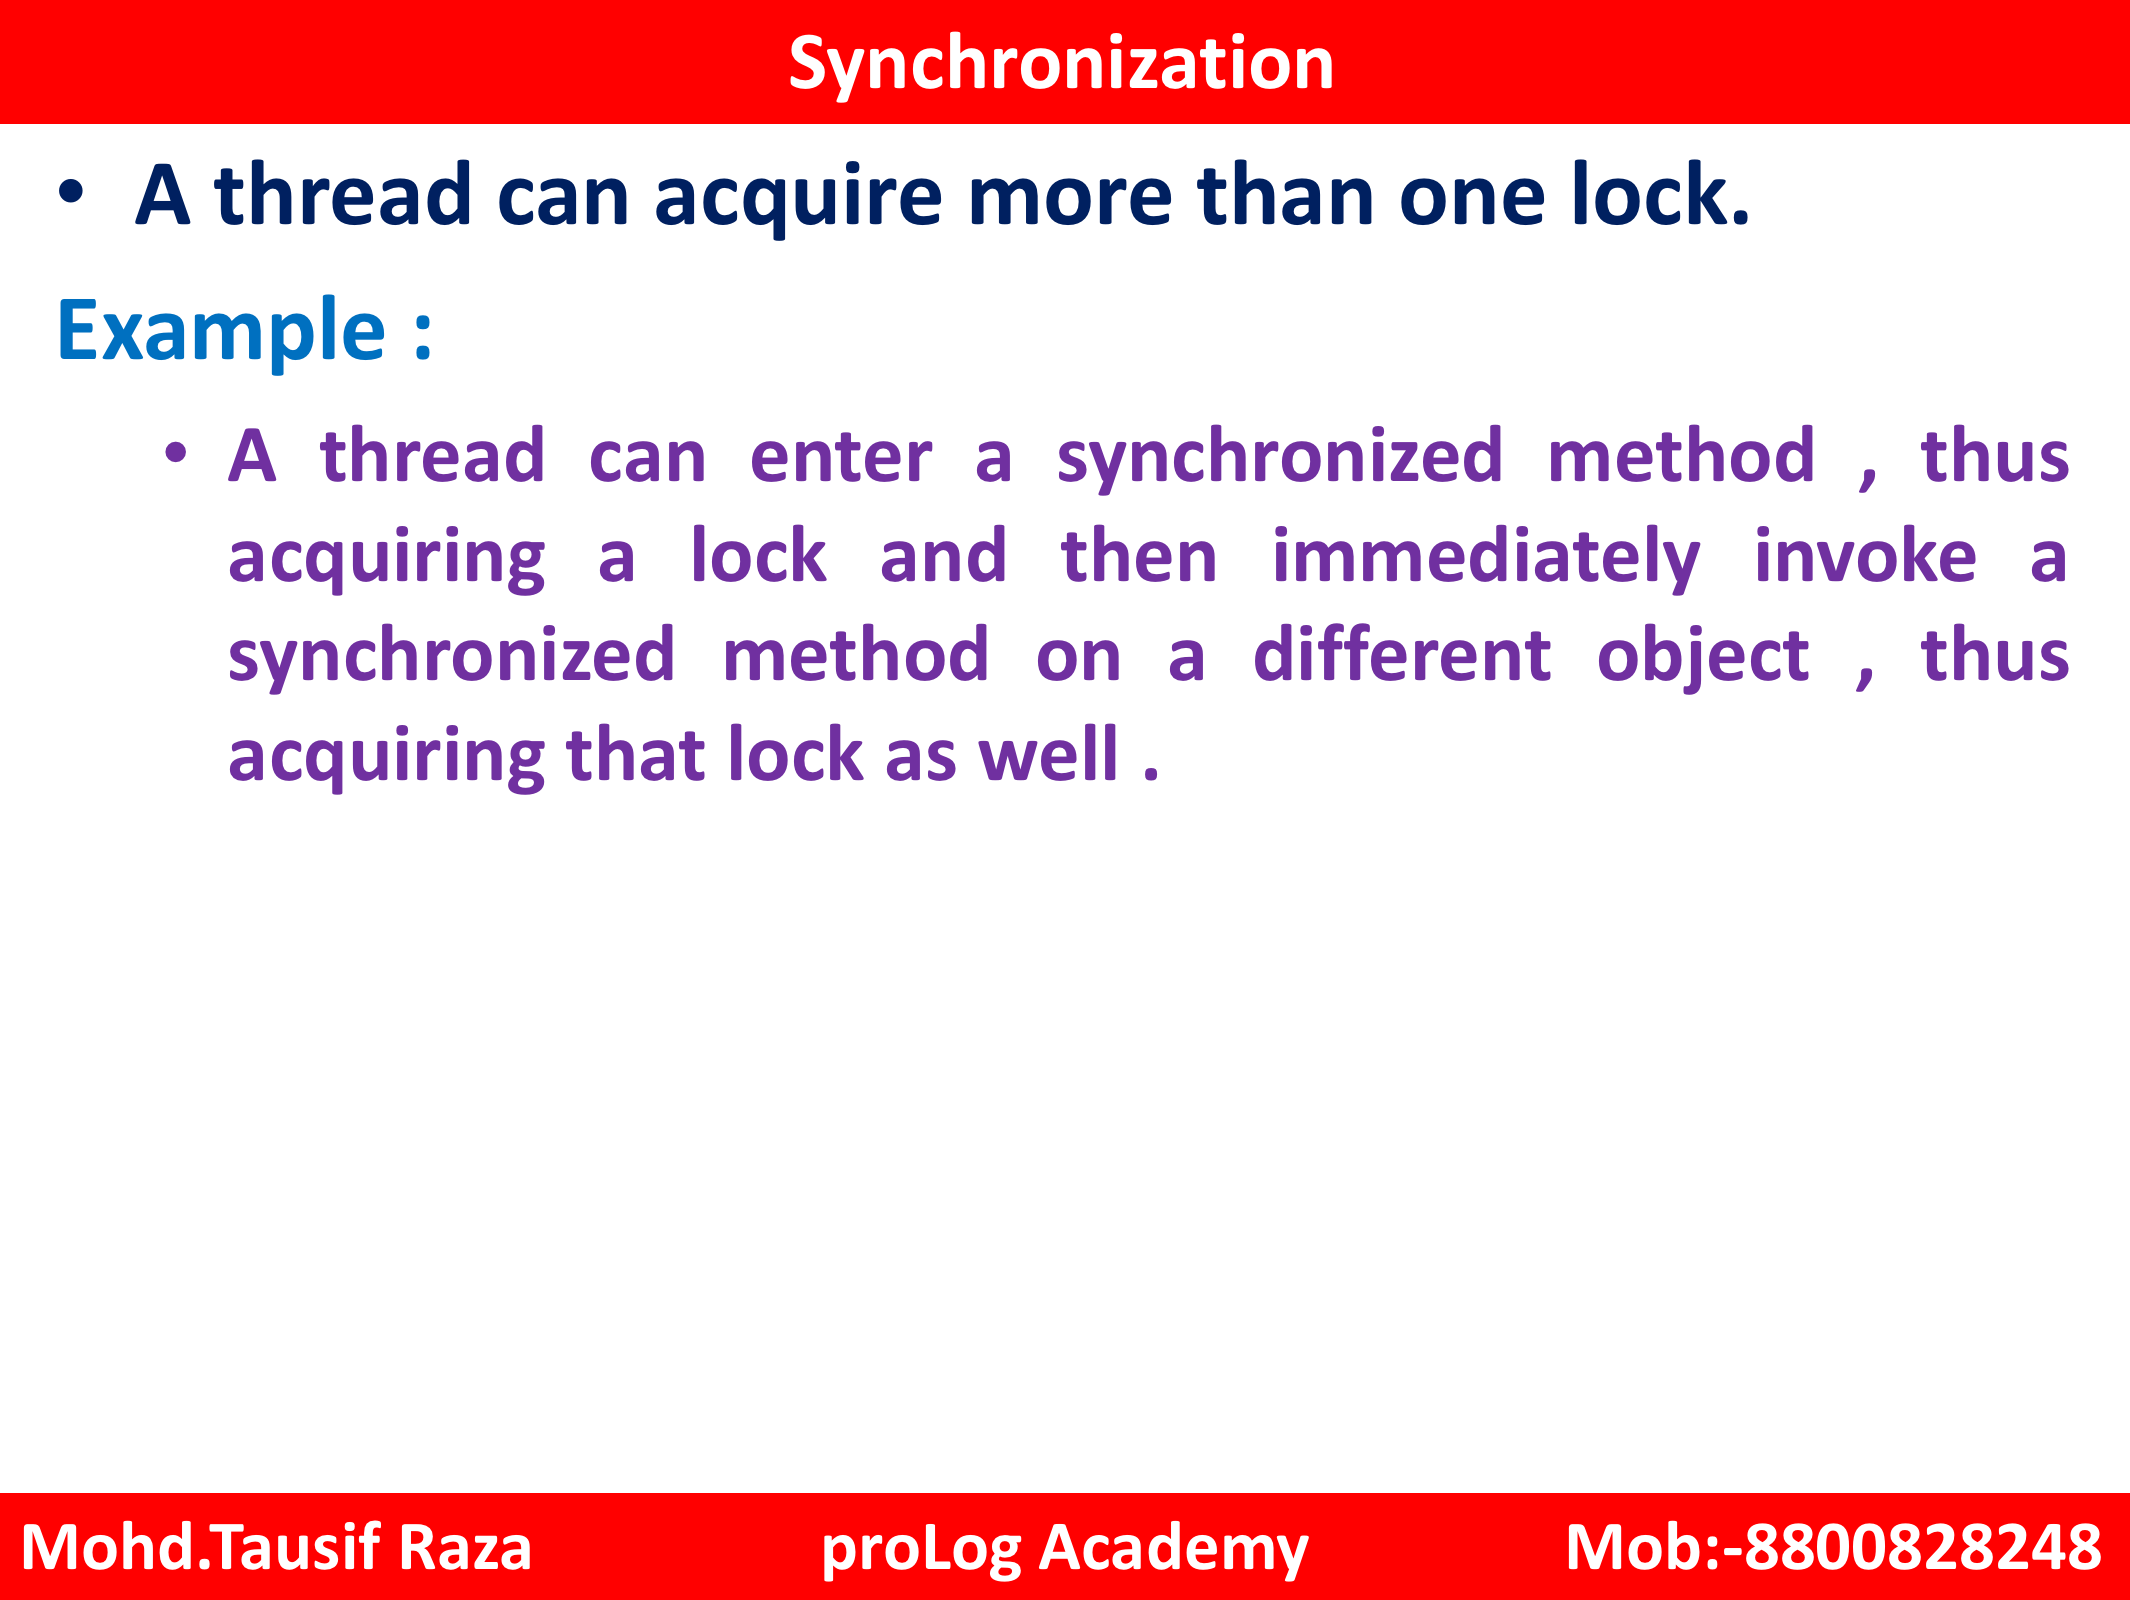 Synchronization
• A thread can acquire more than one lock.
Example :
• A thread can enter a synchronized method , thus
acquiring a lock and then immediately invoke a
synchronized method on a different object , thus
acquiring that lock as well .
Mohd.Tausif Raza proLog Academy Mob:-8800828248